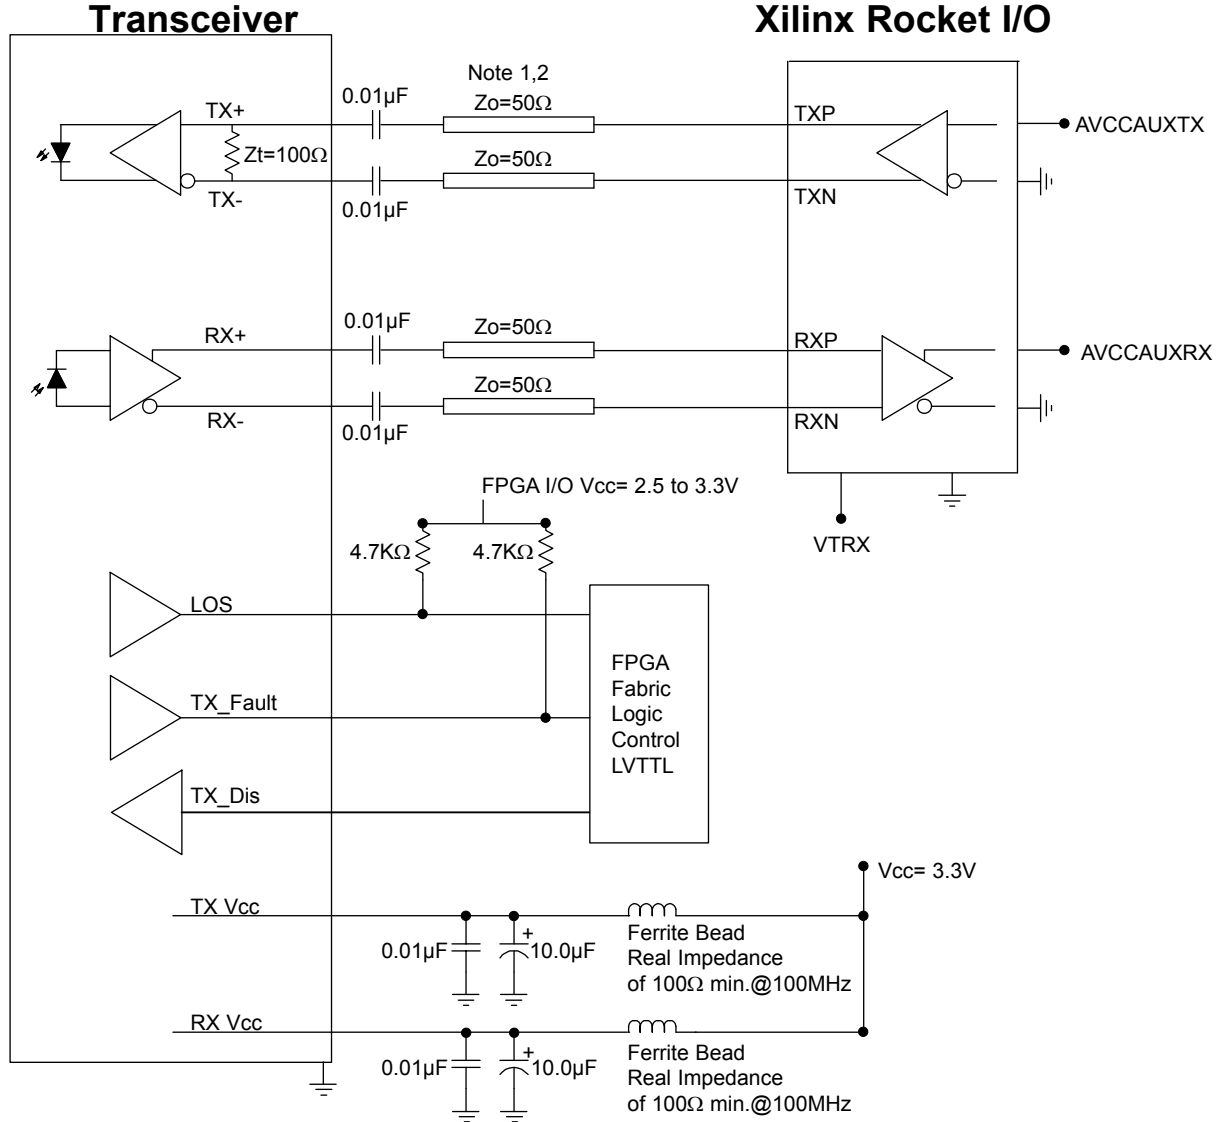 Transceiver
Xilinx Rocket I/O
Note 1,2
0.01µF
Zo=50Ω
TX+
TXP
AVCCAUXTX
Zt=100Ω
Zo=50Ω
TX-
0.01µF
TXN
0.01µF
Zo=50Ω
RX+
RXP
AVCCAUXRX
Zo=50Ω
RX-
0.01µF
RXN
FPGA I/O Vcc= 2.5 to 3.3V
4.7KΩ
4.7KΩ
VTRX
LOS
FPGA
Fabric
Logic
Control
LVTTL
TX_Fault
TX_Dis
Vcc= 3.3V
TX Vcc
0.01µF
+
10.0µF
Ferrite Bead
Real Impedance
of 100Ω min.@100MHz
RX Vcc
0.01µF
+
10.0µF
Ferrite Bead
Real Impedance
of 100Ω min.@100MHz